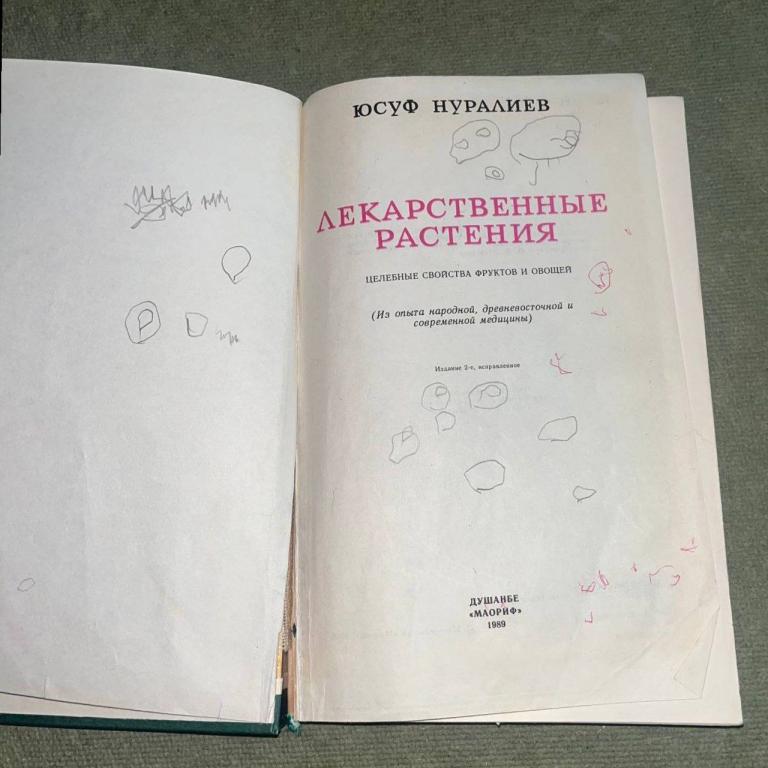 ЮСУФ НУРАЛИЕВ
ЛЕКАРСТВЕННЫЕ
РАСТЕНИЯ
ЦЕЛЕБНЫЕ СВОЙСТВА ФРУКТОВ И ОВОЩЕЙ
(Из опыта народной, древневосточной и
современной медицины)
Издание 2-е, исправленное
ДУШАНБЕ
«МАОРИФ»
1989